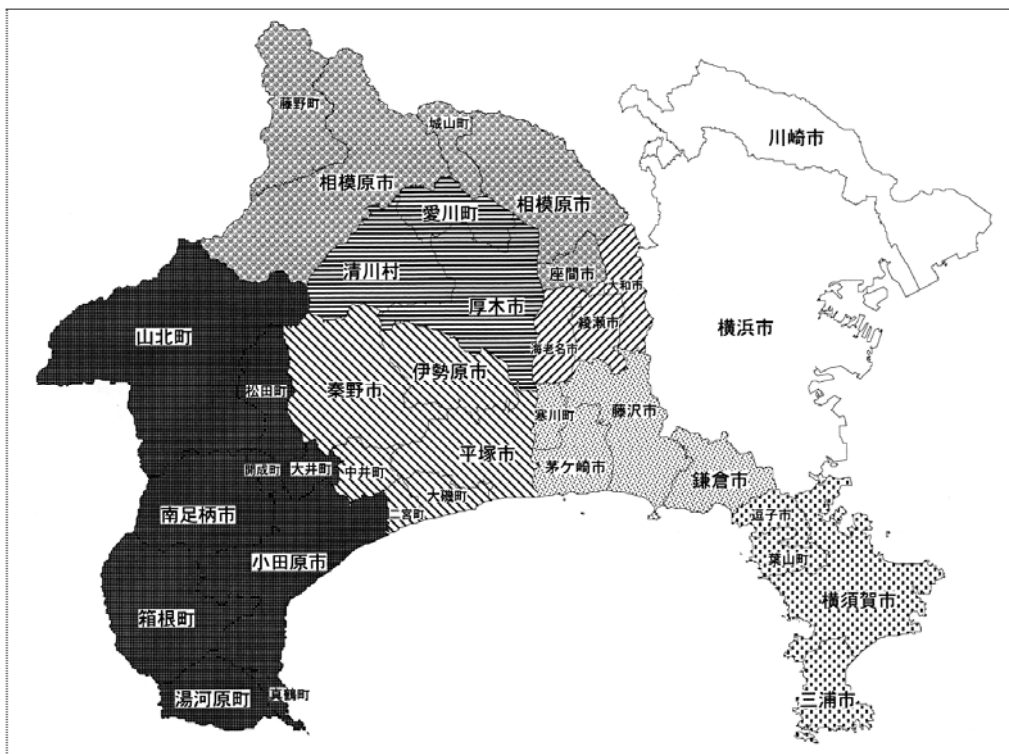 藤野町
城山町
川崎市
相模原市
愛川町
相模原市
清川村
座間市
大和市
厚木市
山北町
綾瀬市
横浜市
海老名市
伊勢原市
秦野市
松田町
寒川町
藤沢市
平塚市
開成町
大井町
中井町
茅ケ崎市
鎌倉市
大磯町
二宮町
南足柄市
逗子市
小田原市
葉山町
横須賀市
箱根町
湯河原町
真鶴町
三浦市